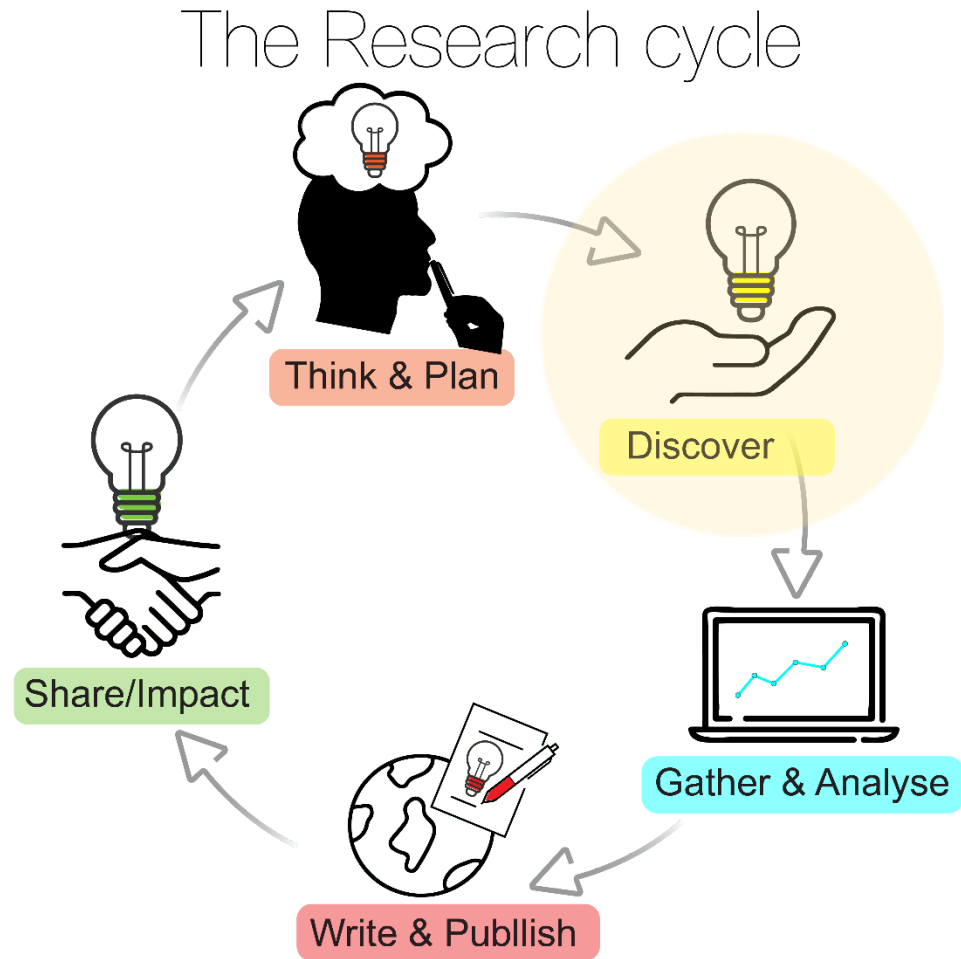 The Research cycle
Think & Plan
Discover
Gather & Analyse
Write & Publlish
Share/Impact